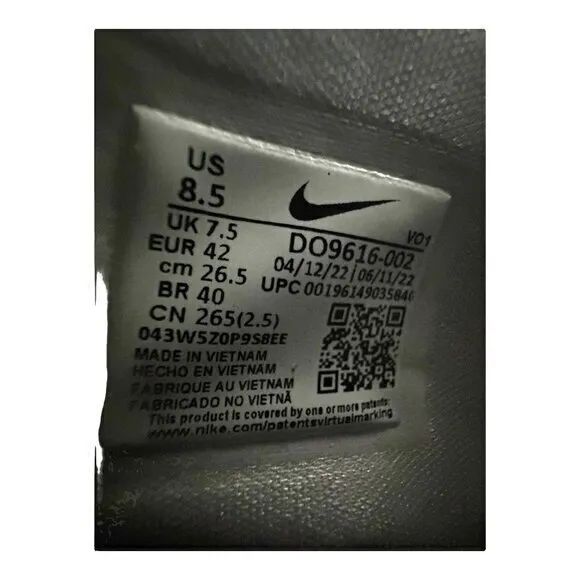 US
8.5
UK 7.5
EUR 42
cm 26.5
BR 40
CN 265(2.5)
043W5Z0P9S8EE
VO1
DO9616-002
04/12/22 | 06/11/22
UPC 00196149035840
MADE IN VIETNAM
HECHO EN VIETNAM
FABRIQUE AU VIETNAM
FABRICADO NO VIETNÃ
This product is covered by one or more patents:
www.nike.com/patentsvirtualmarking